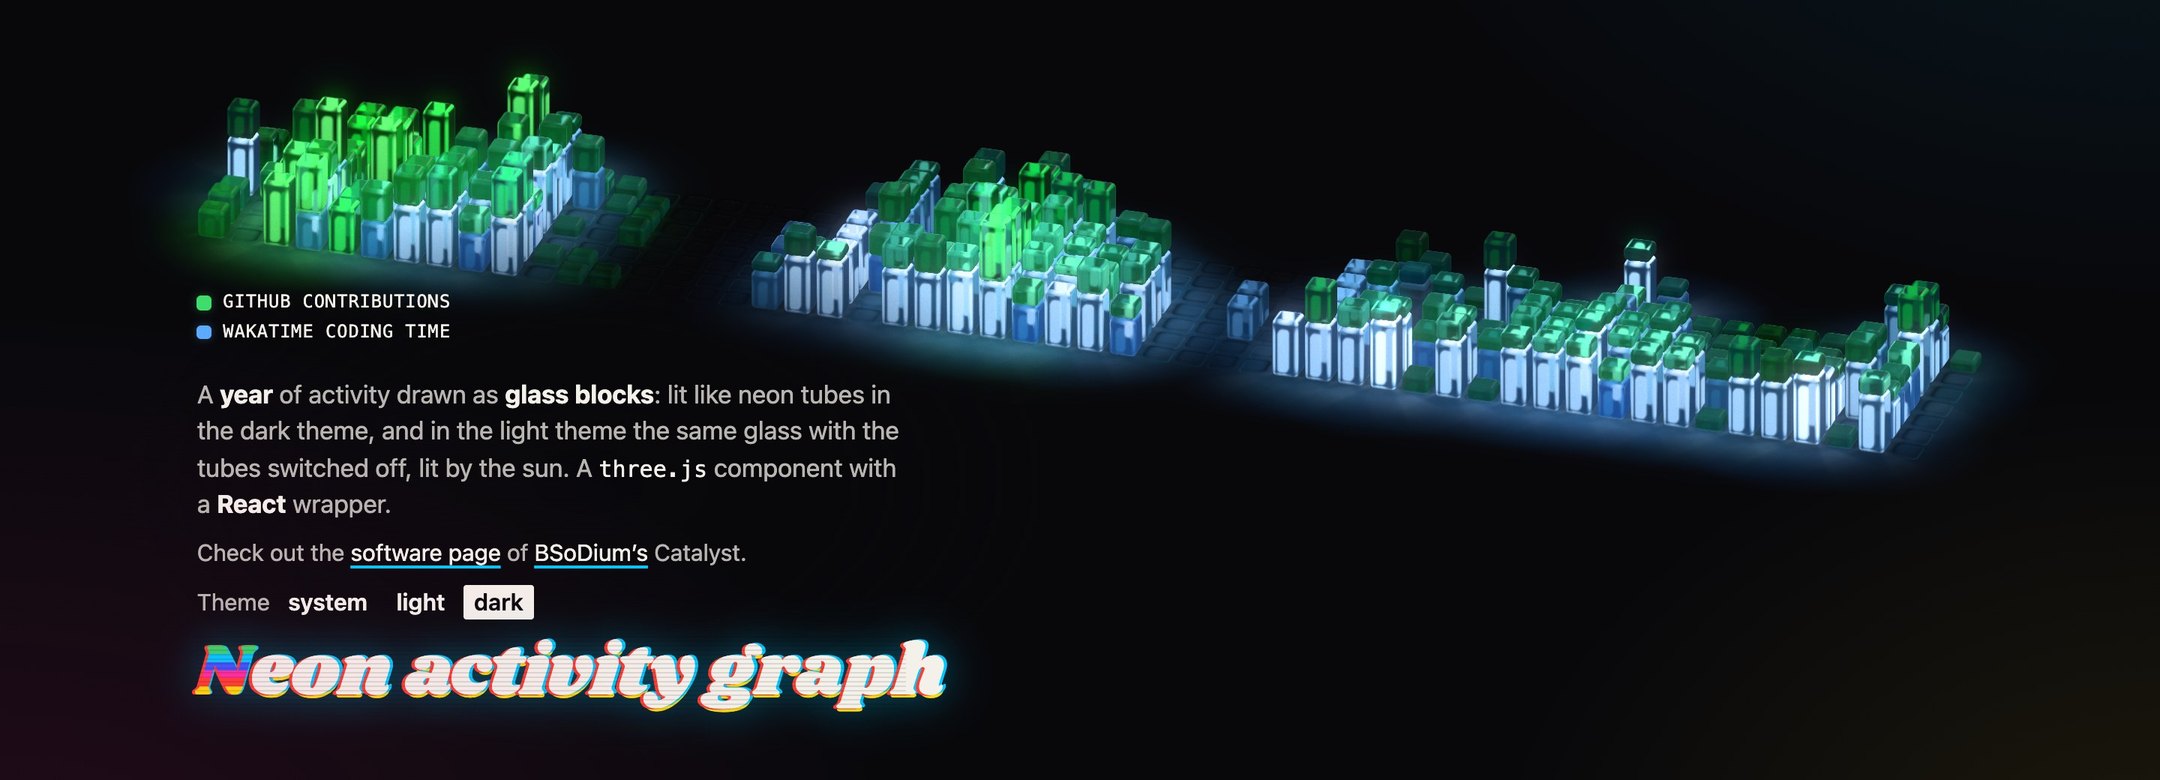 GITHUB CONTRIBUTIONS
WAKATIME CODING TIME
A year of activity drawn as glass blocks: lit like neon tubes in
the dark theme, and in the light theme the same glass with the
tubes switched off, lit by the sun. A three.js component with
a React wrapper.
Check out the software page of BSoDium’s Catalyst.
Theme system light dark
Neon activity graph